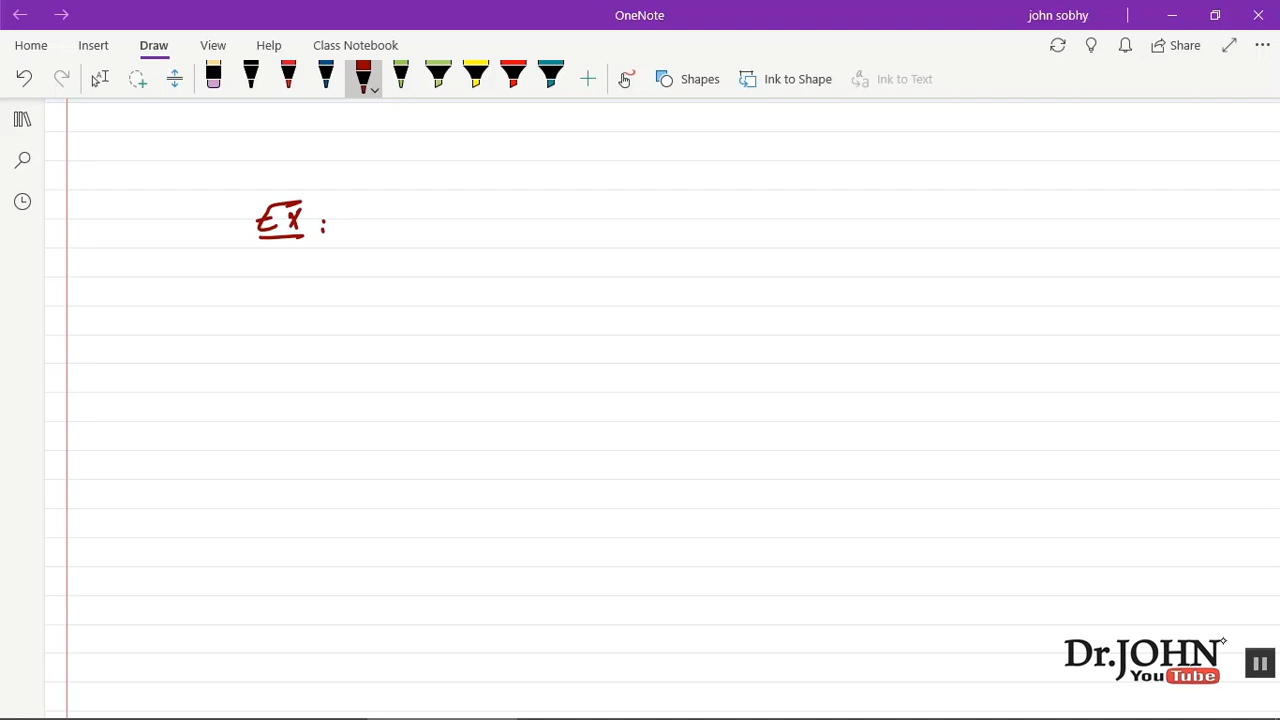 OneNote
john sobhy
Home Insert Draw View Help Class Notebook
Share
Shapes Ink to Shape Ink to Text
EX :
Dr.JOHN
YouTube